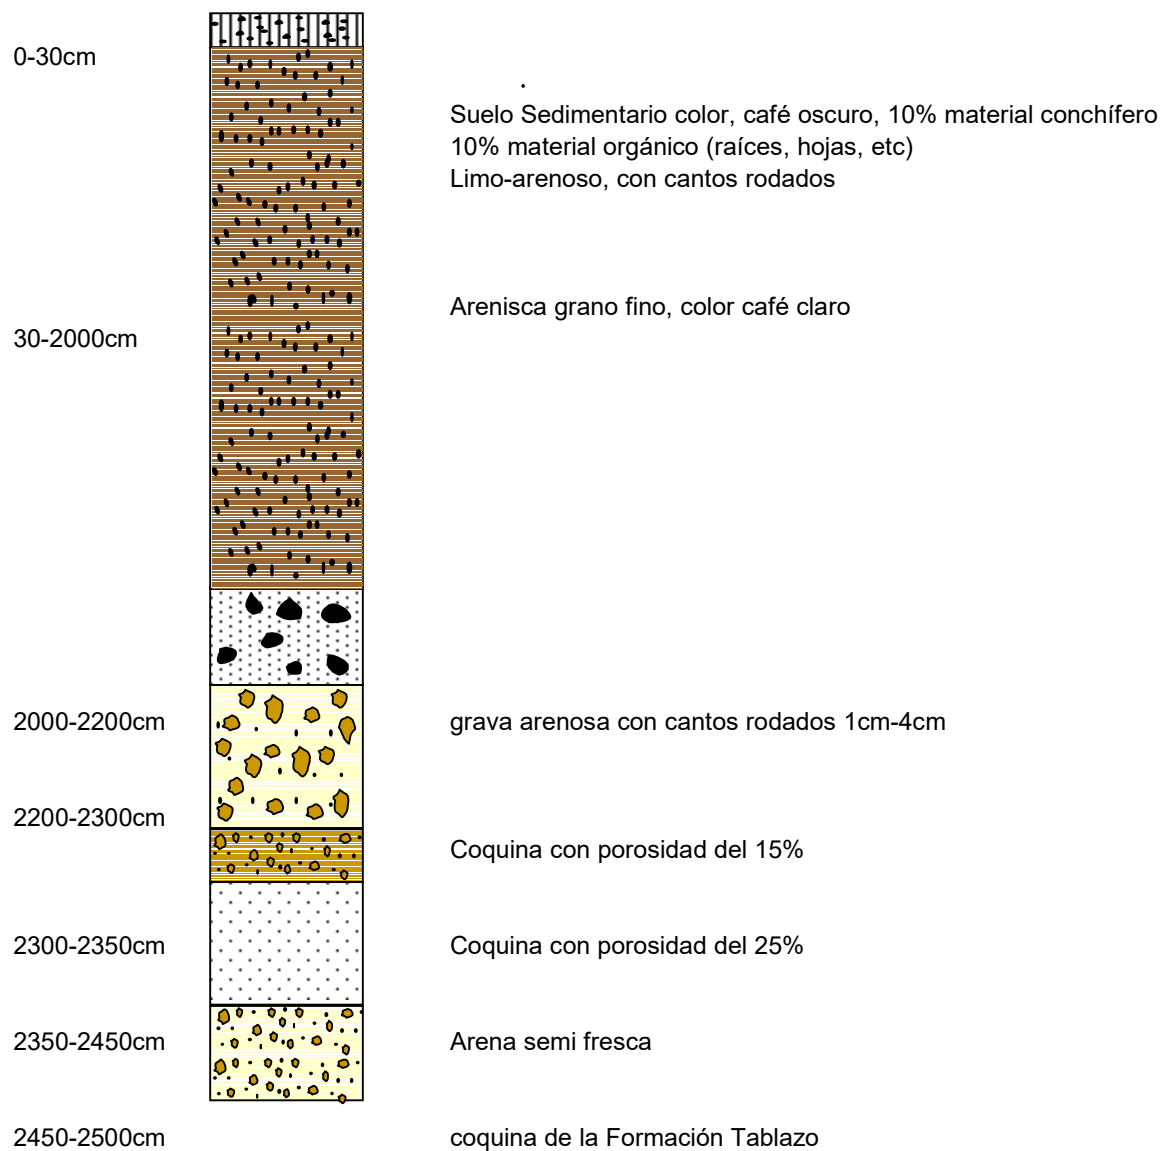 0-30cm
.
Suelo Sedimentario color, café oscuro, 10% material conchífero
10% material orgánico (raíces, hojas, etc)
Limo-arenoso, con cantos rodados
Arenisca grano fino, color café claro
30-2000cm
2000-2200cm
grava arenosa con cantos rodados 1cm-4cm
2200-2300cm
Coquina con porosidad del 15%
2300-2350cm
Coquina con porosidad del 25%
2350-2450cm
Arena semi fresca
2450-2500cm
coquina de la Formación Tablazo